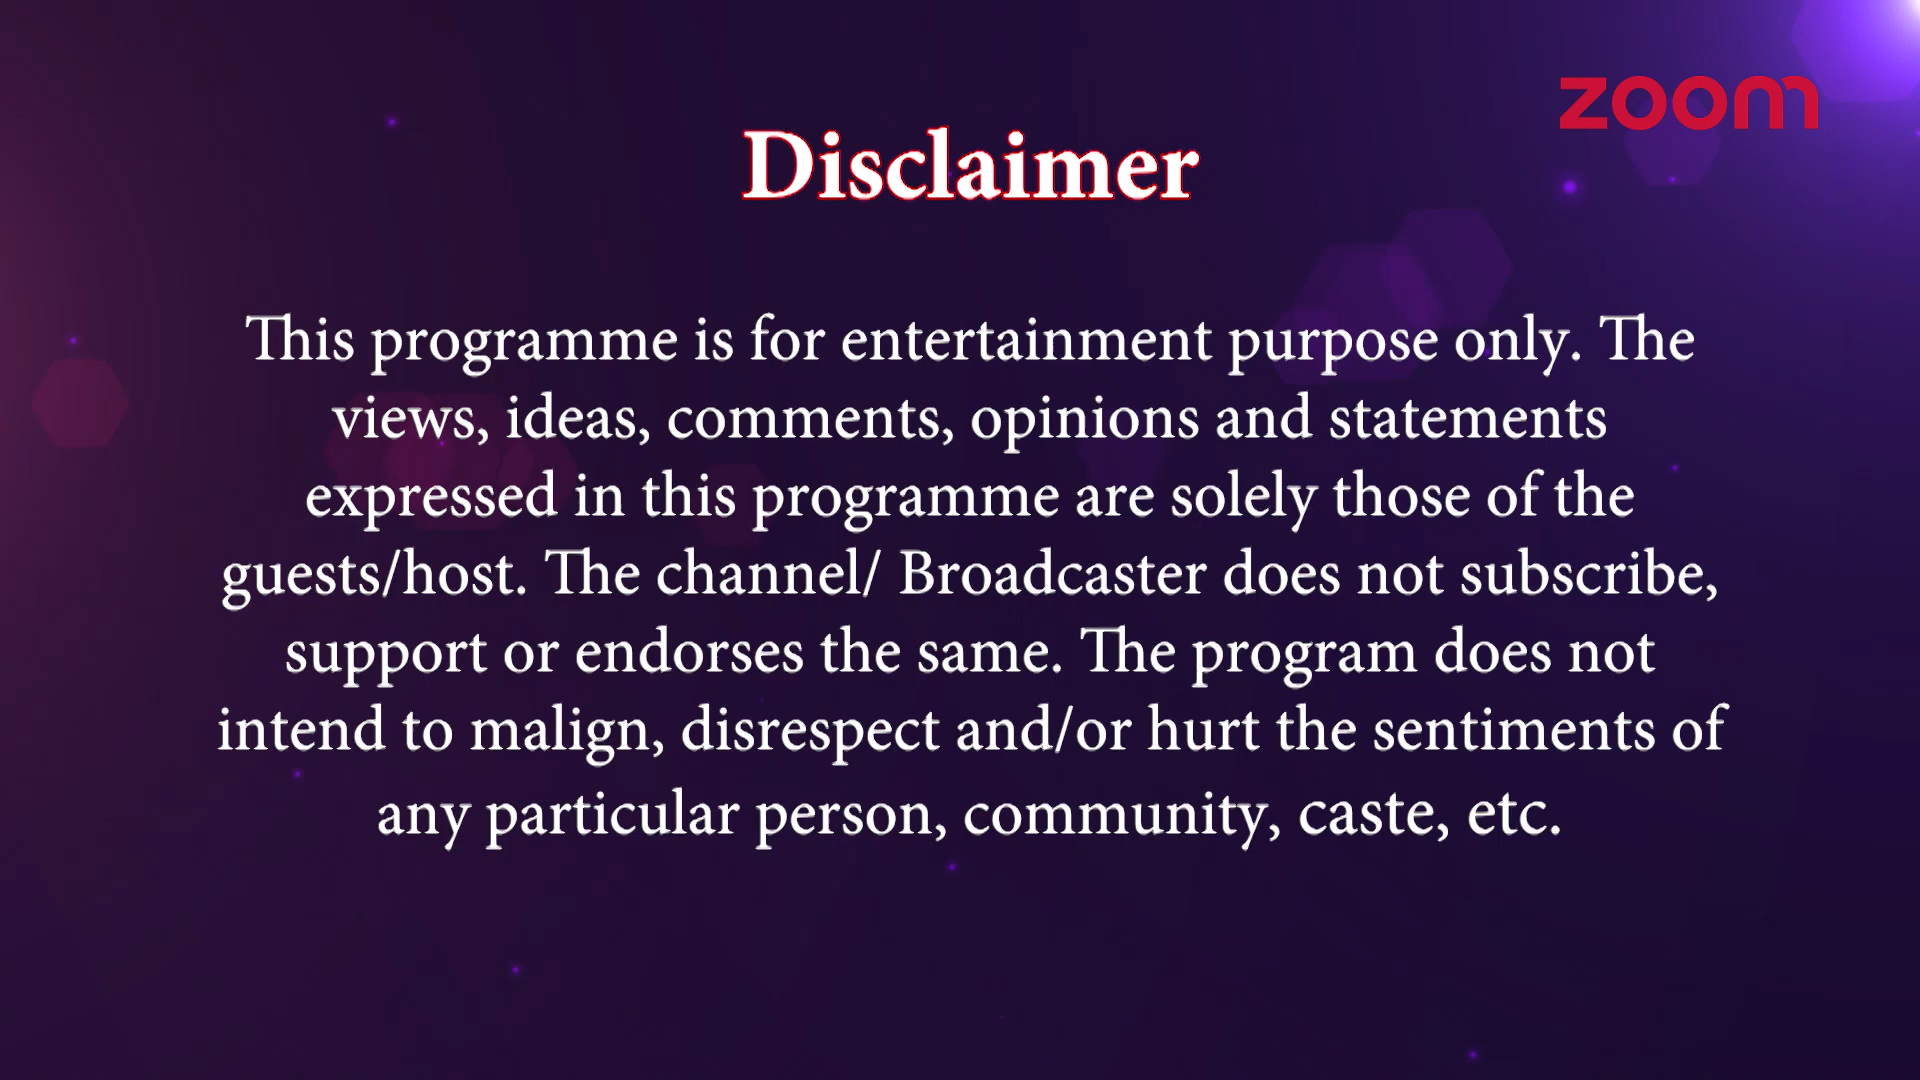 zoom
Disclaimer
This programme is for entertainment purpose only. The
views, ideas, comments, opinions and statements
expressed in this programme are solely those of the
guests/host. The channel/ Broadcaster does not subscribe,
support or endorses the same. The program does not
intend to malign, disrespect and/or hurt the sentiments of
any particular person, community, caste, etc.